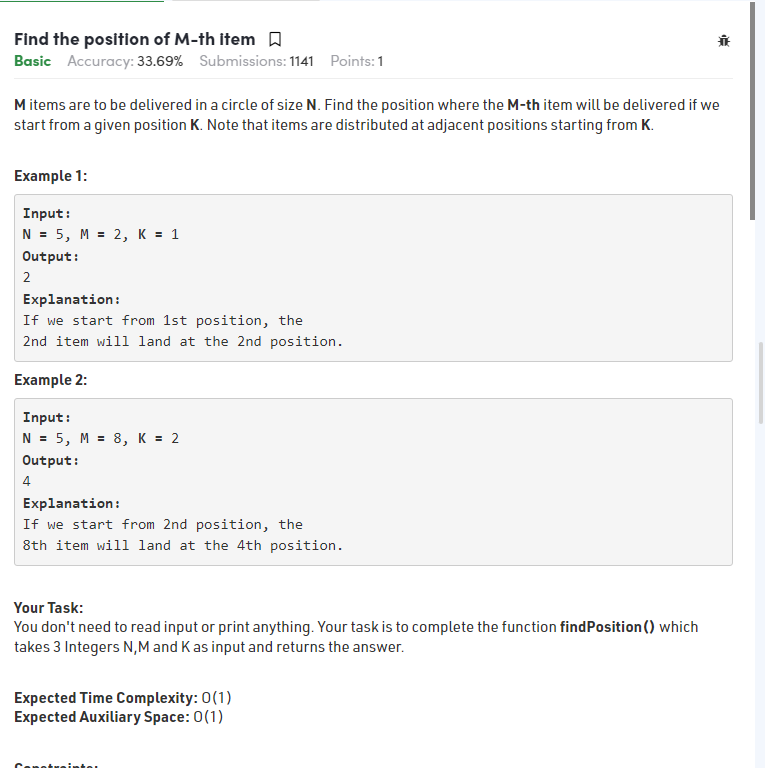 Find the position of M-th item
Basic Accuracy: 33.69% Submissions: 1141 Points: 1
M items are to be delivered in a circle of size N. Find the position where the M-th item will be delivered if we
start from a given position K. Note that items are distributed at adjacent positions starting from K.
Example 1:
Input:
N = 5, M = 2, K = 1
Output:
2
Explanation:
If we start from 1st position, the
2nd item will land at the 2nd position.
Example 2:
Input:
N = 5, M = 8, K = 2
Output:
4
Explanation:
If we start from 2nd position, the
8th item will land at the 4th position.
Your Task:
You don't need to read input or print anything. Your task is to complete the function findPosition() which
takes 3 Integers N,M and K as input and returns the answer.
Expected Time Complexity: O(1)
Expected Auxiliary Space: O(1)
Constraints: